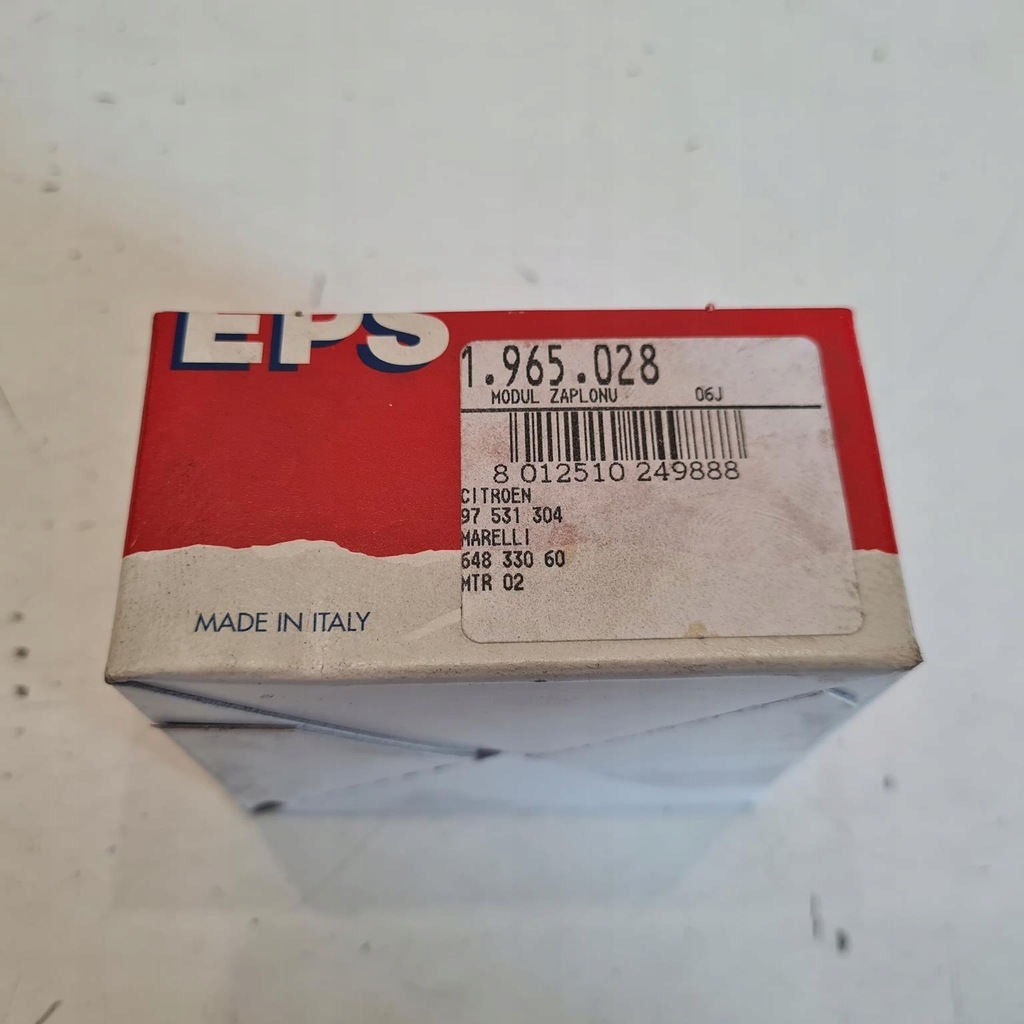 EPS
1.965.028
MODUL ZAPLONU 06J
8 012510 249888
CITROEN
97 531 304
MARELLI
648 330 60
MTR 02
MADE IN ITALY